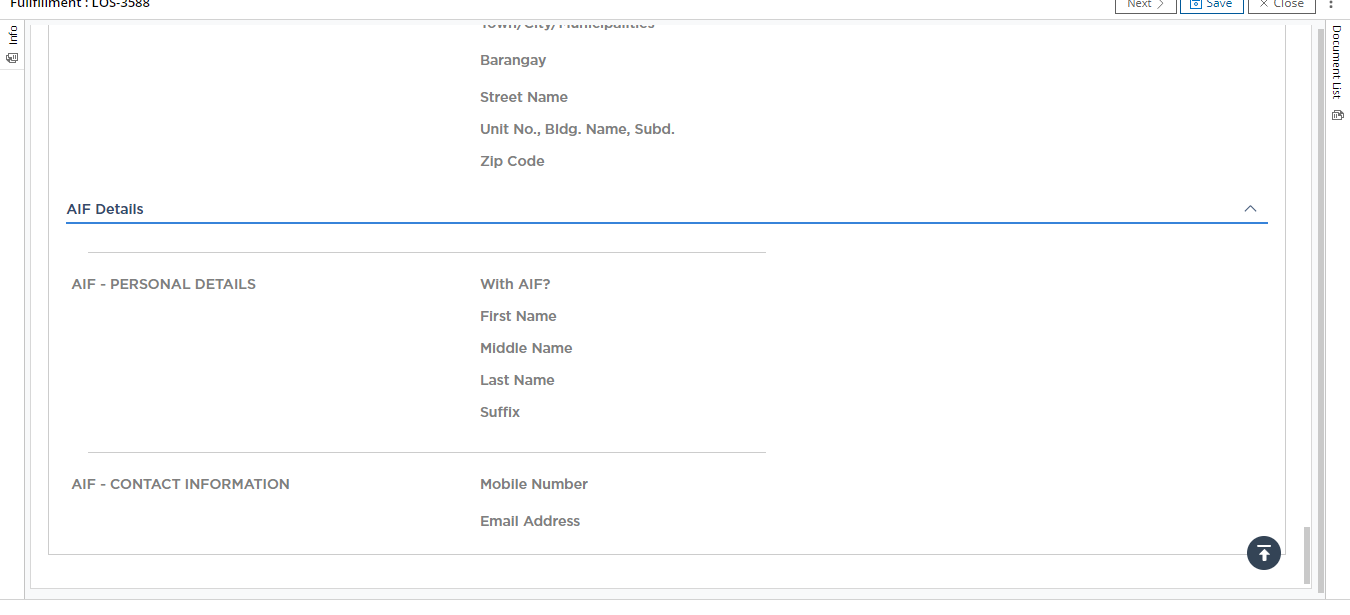 Fullfillment : LOS-3588
Next
Save
Close
Info
Document List
Town/City/Municipalities
Barangay
Street Name
Unit No., Bldg. Name, Subd.
Zip Code
AIF Details
AIF - PERSONAL DETAILS
With AIF?
First Name
Middle Name
Last Name
Suffix
AIF - CONTACT INFORMATION
Mobile Number
Email Address